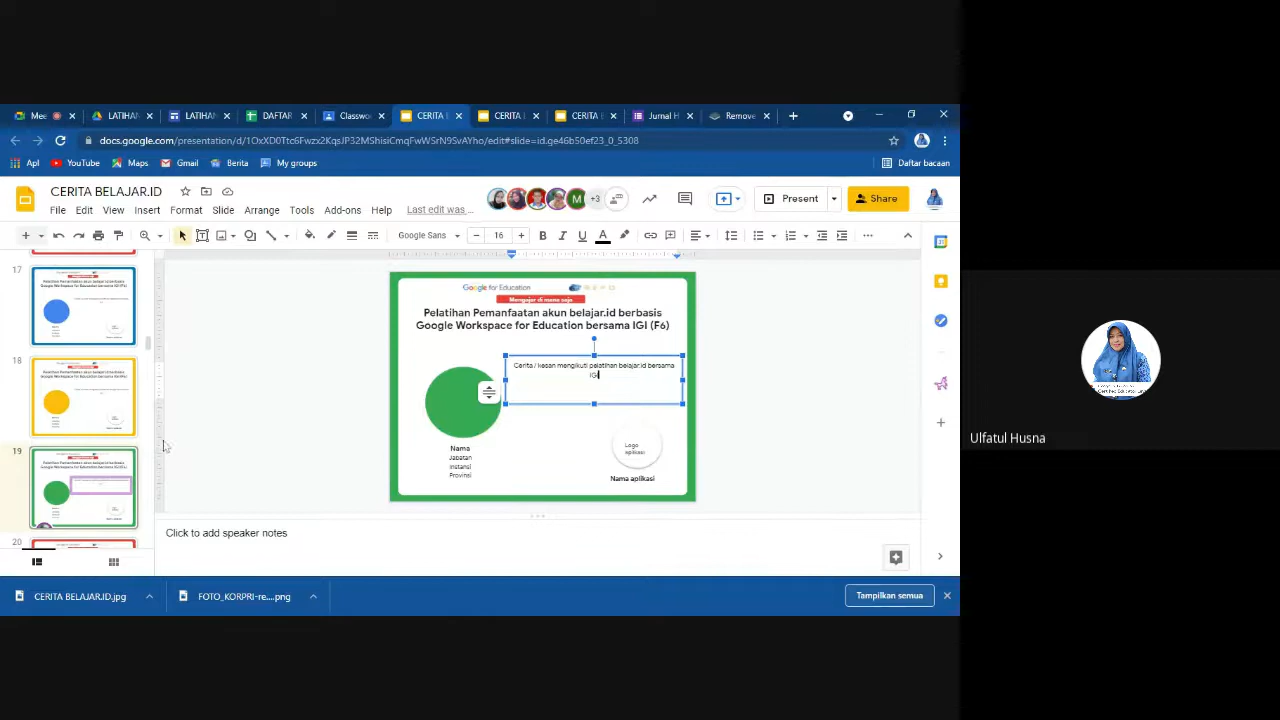 Mee
LATIHAN
LATIHAN
DAFTAR
Classwo
CERITA
CERITA
CERITA B
Jurnal H
Remove
docs.google.com/presentation/d/1OxXD0Ttc6Fwzx2KqsJP32MShisiCmqFwWSrN9SvAYho/edit#slide=id.ge46b50ef23_0_5308
Apl
YouTube
Maps
Gmail
Berita
My groups
Daftar bacaan
CERITA BELAJAR.ID
M
+3
Present
Share
File Edit View Insert Format Slide Arrange Tools Add-ons Help Last edit was ...
Google Sans
16
B I U A
17
18
19
20
Google for Education
Mengajar di mana saja
Pelatihan Pemanfaatan akun belajar.id berbasis
Google Workspace for Education bersama IGI (F6)
Cerita / kesan mengikuti pelatihan belajar.id bersama
IGI
Nama
Jabatan
Instansi
Provinsi
Logo
aplikasi
Nama aplikasi
Click to add speaker notes
CERITA BELAJAR.ID.jpg
FOTO_KORPRI-re....png
Tampilkan semua
Ulfatul Husna